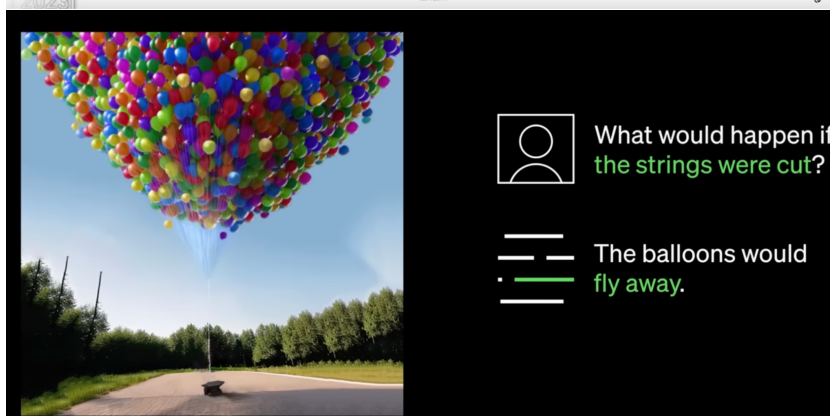 What would happen if
the strings were cut?
The balloons would
fly away.